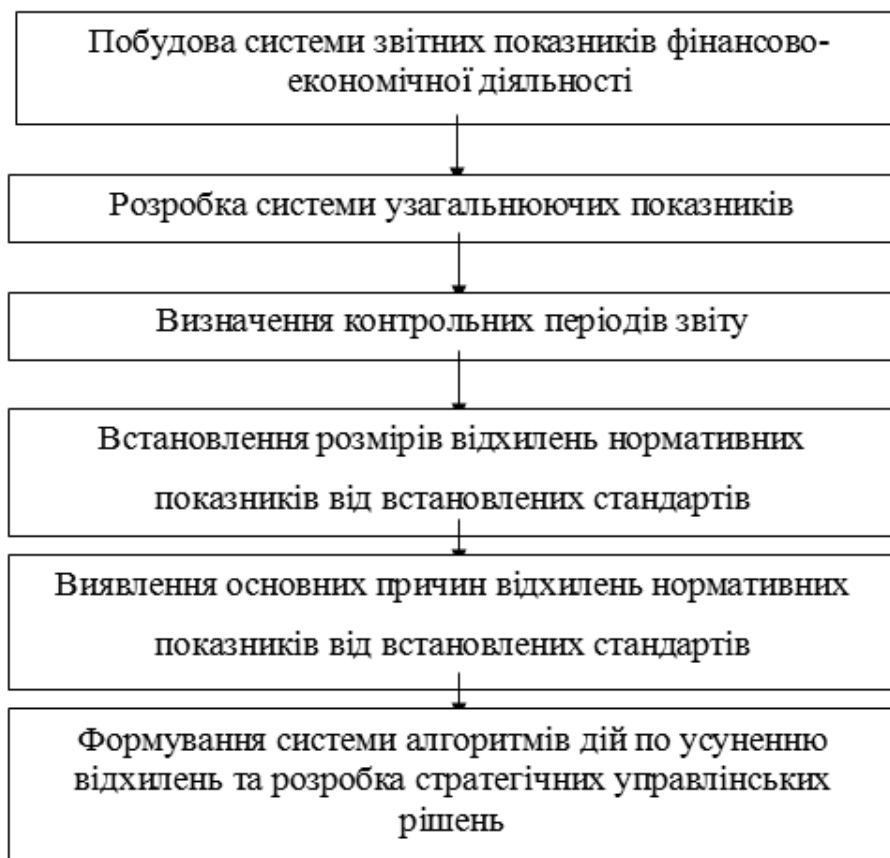 Побудова системи звітних показників фінансово-
економічної діяльності
Розробка системи узагальнюючих показників
Визначення контрольних періодів звіту
Встановлення розмірів відхилень нормативних
показників від встановлених стандартів
Виявлення основних причин відхилень нормативних
показників від встановлених стандартів
Формування системи алгоритмів дій по усуненню
відхилень та розробка стратегічних управлінських
рішень